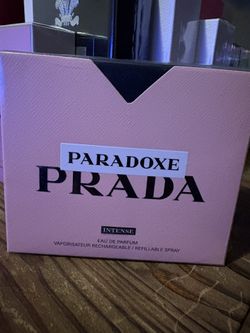 PARADOXE
PRADA
INTENSE
EAU DE PARFUM
VAPORISATEUR RECHARGEABLE / REFILLABLE SPRAY